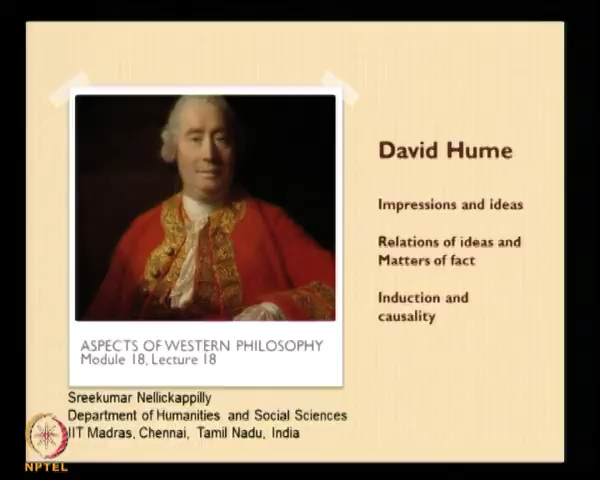 David Hume
Impressions and ideas
Relations of ideas and
Matters of fact
Induction and
causality
ASPECTS OF WESTERN PHILOSOPHY
Module 18, Lecture 18
Sreekumar Nellickappilly
Department of Humanities and Social Sciences
IIT Madras, Chennai, Tamil Nadu, India
NPTEL